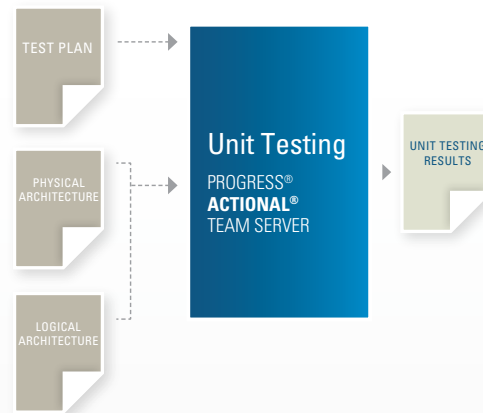 TEST PLAN
PHYSICAL
ARCHITECTURE
LOGICAL
ARCHITECTURE
Unit Testing
PROGRESS®
ACTIONAL®
TEAM SERVER
UNIT TESTING
RESULTS